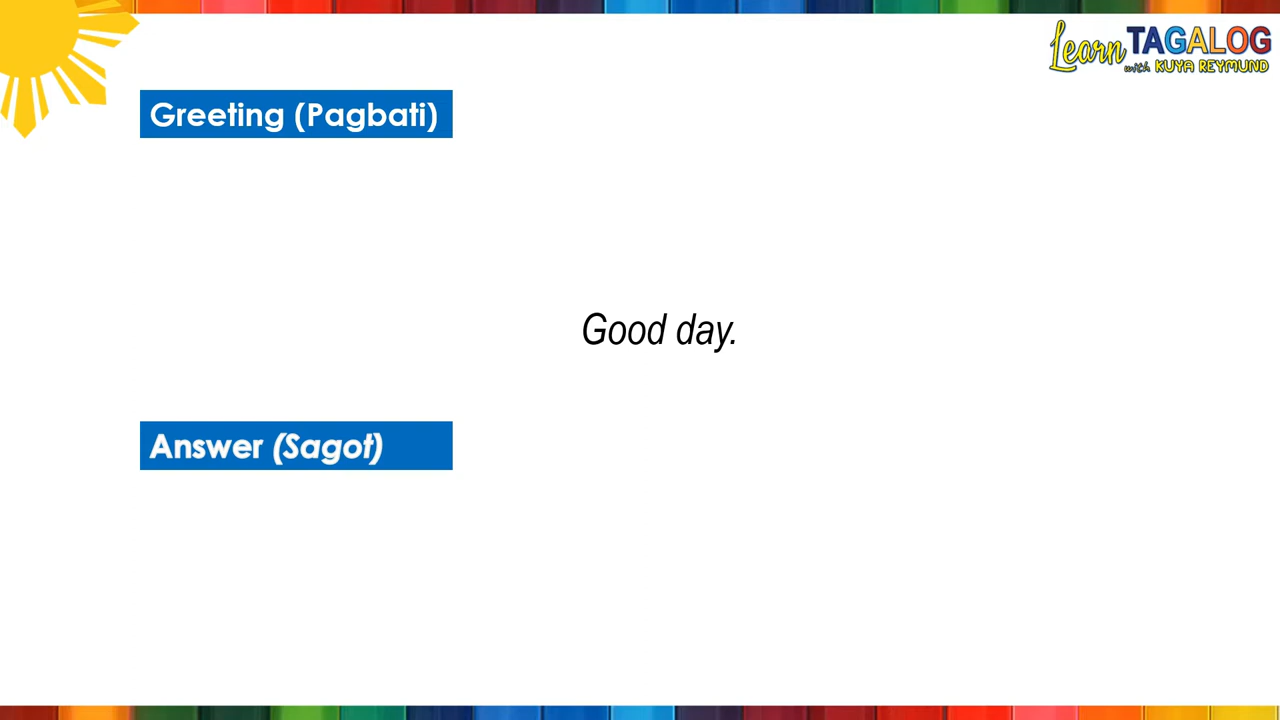 Learn TAGALOG
with KUYA REYMUND
Greeting (Pagbati)
Good day.
Answer (Sagot)